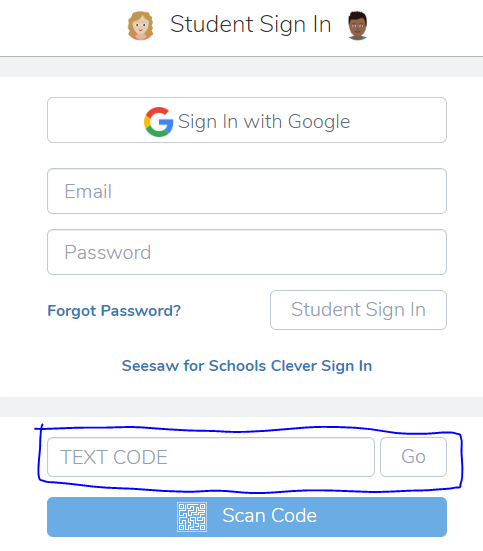 Student Sign In
Sign In with Google
Email
Password
Forgot Password?
Student Sign In
Seesaw for Schools Clever Sign In
TEXT CODE
Go
Scan Code